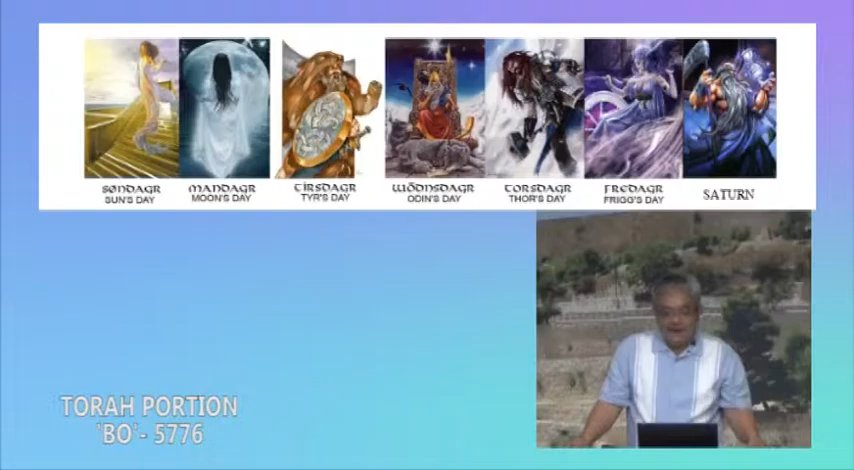 SØNDAGR
SUN'S DAY
MANDAGR
MOON'S DAY
TIRSDAGR
TYR'S DAY
WŌDNSDAGR
ODIN'S DAY
TORSDAGR
THOR'S DAY
FREDAGR
FRIGG'S DAY
SATURN
TORAH PORTION
'BO'- 5776